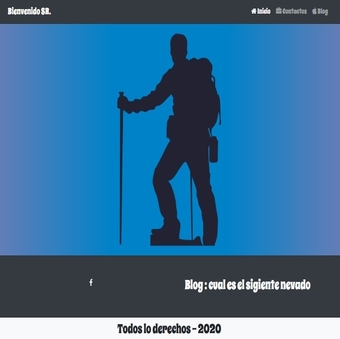 Bienvenido SR. Inicio Contactos Blog
Blog : cual es el sigiente nevado
Todos lo derechos - 2020